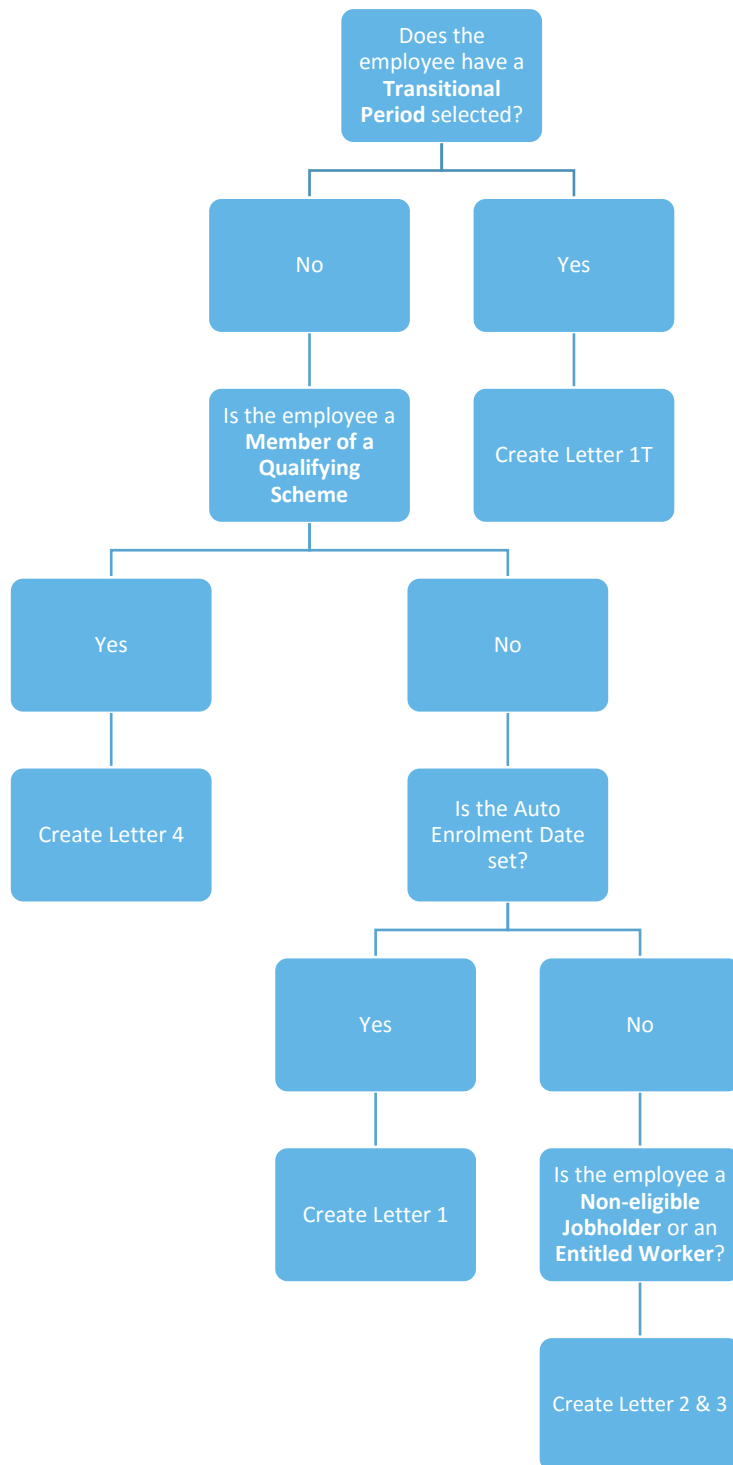 Does the
employee have a
Transitional
Period selected?
No
Yes
Is the employee a
Member of a
Qualifying
Scheme
Create Letter 1T
Yes
No
Create Letter 4
Is the Auto
Enrolment Date
set?
Yes
No
Create Letter 1
Is the employee a
Non-eligible
Jobholder or an
Entitled Worker?
Create Letter 2 & 3